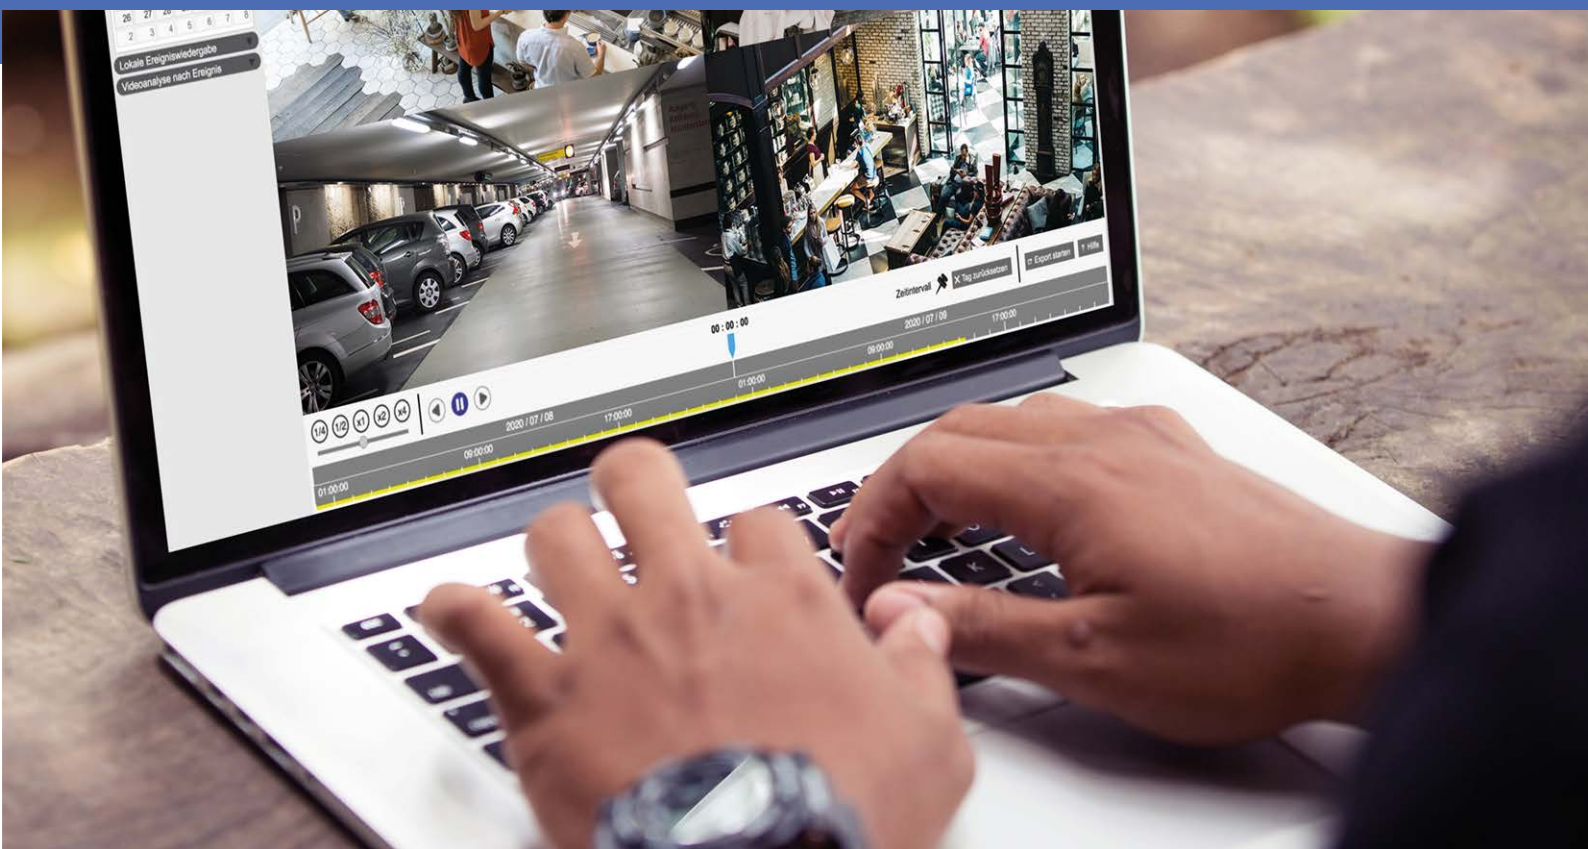 26 27 28
2 3 4 5 6 7 8
Lokale Ereigniswiedergabe
Videoanalyse nach Ereignis
P
Zeitintervall
X Tag zurücksetzen
Export starten
? Hilfe
00 : 00 : 00
1/4 1/2 x1 x2 x4
2020 / 07 / 08
2020 / 07 / 09
01:00:00
09:00:00
17:00:00
01:00:00
09:00:00
17:00:00
K
L